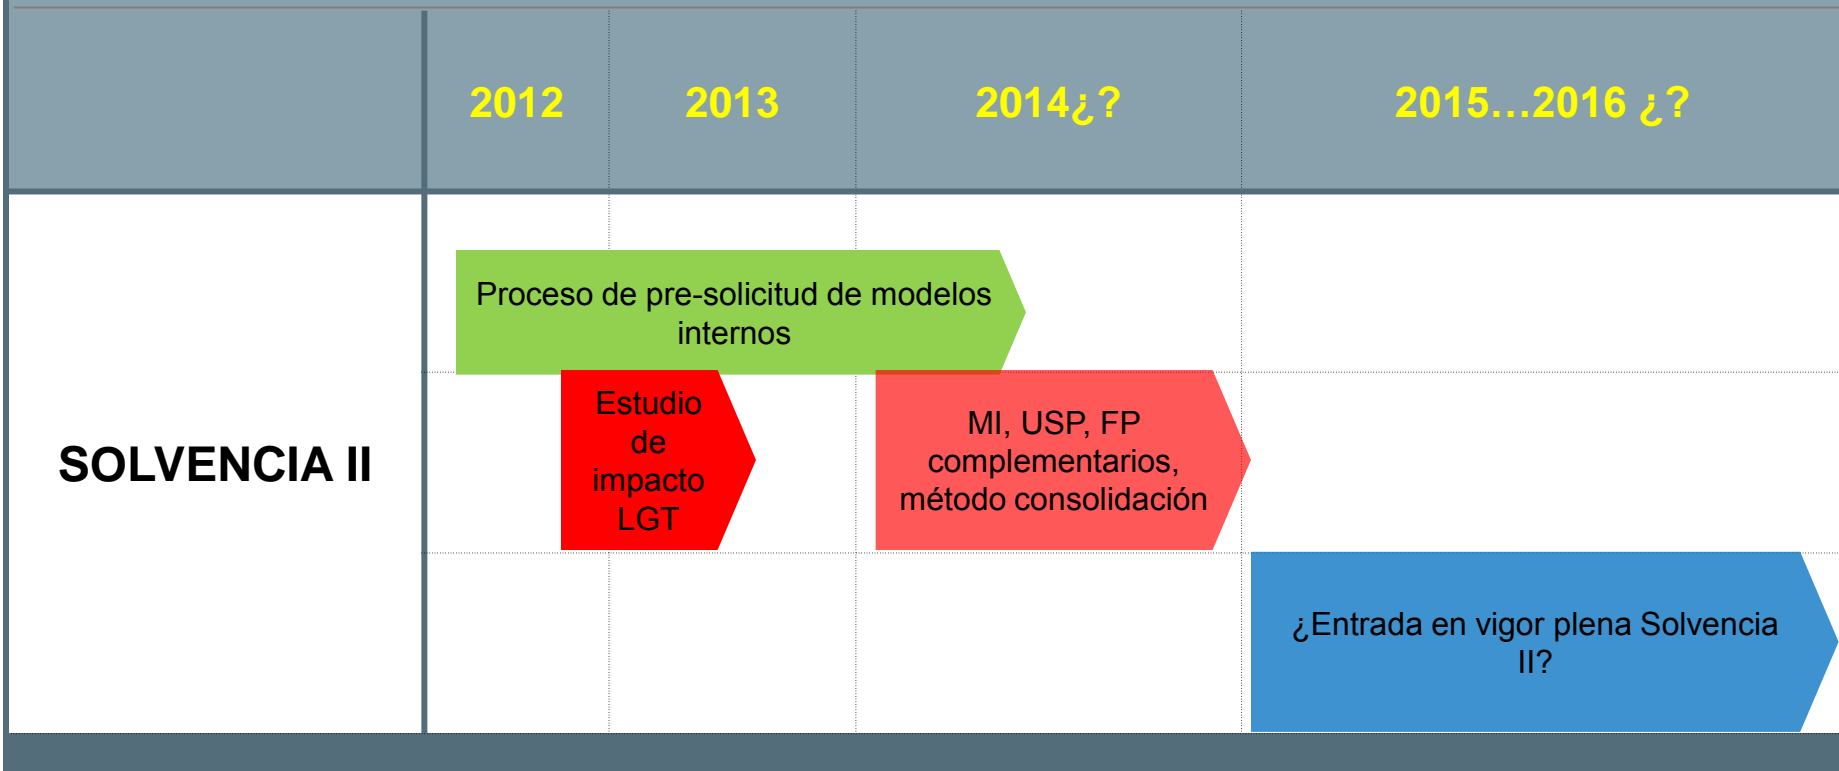 2012
2013
2014¿?
2015…2016 ¿?
SOLVENCIA II
Proceso de pre-solicitud de modelos
internos
Estudio
de
impacto
LGT
MI, USP, FP
complementarios,
método consolidación
¿Entrada en vigor plena Solvencia
II?